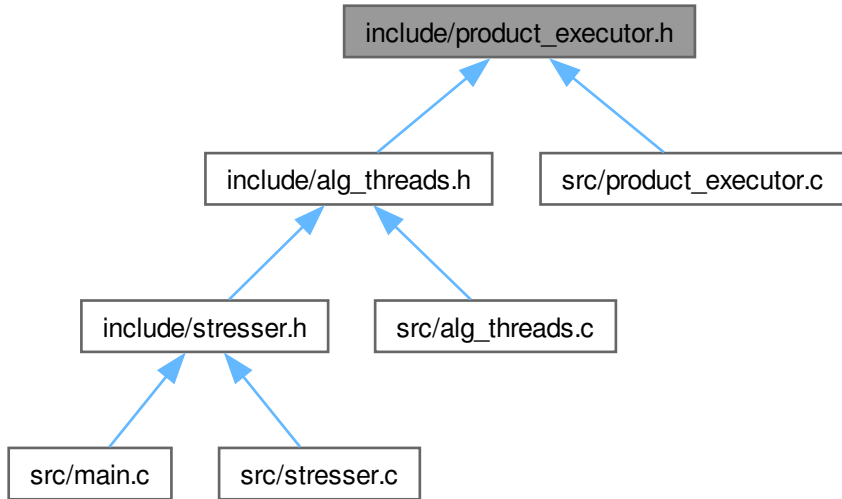 include/product_executor.h
include/alg_threads.h
src/product_executor.c
include/stresser.h
src/alg_threads.c
src/main.c
src/stresser.c